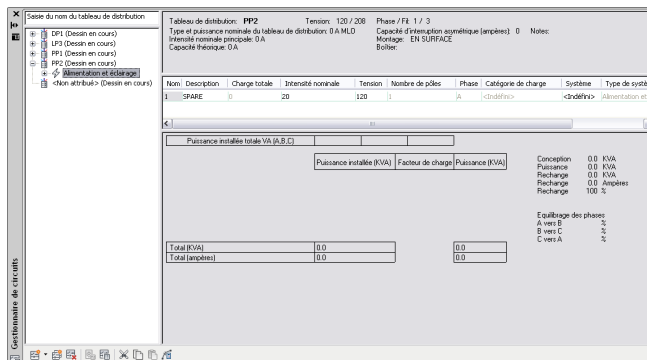 Saisie du nom du tableau de distribution
DP1 (Dessin en cours)
LP3 (Dessin en cours)
PP1 (Dessin en cours)
PP2 (Dessin en cours)
Alimentation et éclairage
<Non attribué> (Dessin en cours)
Gestionnaire de circuits
Tableau de distribution: PP2 Tension: 120 / 208 Phase / Fil: 1 / 3
Type et puissance nominale du tableau de distribution: 0 A MLO Capacité d'interruption asymétrique (ampères): 0 Notes:
Intensité nominale principale: 0 A Montage: EN SURFACE
Capacité théorique: 0 A Boîtier:
Nom Description Charge totale Intensité nominale Tension Nombre de pôles Phase Catégorie de charge Système Type de systè
1 SPARE 0 20 120 1 A <Indéfini> <Indéfini> Alimentation et
Puissance installée totale VA (A,B,C)
Puissance installée (KVA) Facteur de charge Puissance (KVA)
Conception 0.0 KVA
Puissance 0.0 KVA
Rechange 0.0 KVA
Rechange 0.0 Ampères
Rechange 100 %
Equilibrage des phases
A vers B %
B vers C %
C vers A %
Total (KVA) 0.0 0.0
Total (ampères) 0.0 0.0